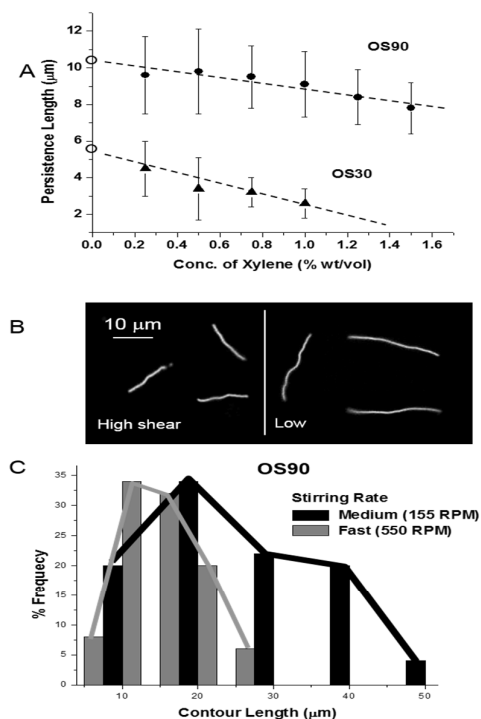 A
Persistence Length (μm)
12
10
8
6
4
2
OS90
OS30
0.0 0.2 0.4 0.6 0.8 1.0 1.2 1.4 1.6
Conc. of Xylene (% wt/vol)
B
10 μm
High shear
Low
C
OS90
% Frequecy
35
30
25
20
15
10
5
0
Stirring Rate
Medium (155 RPM)
Fast (550 RPM)
10 20 30 40 50
Contour Length (μm)